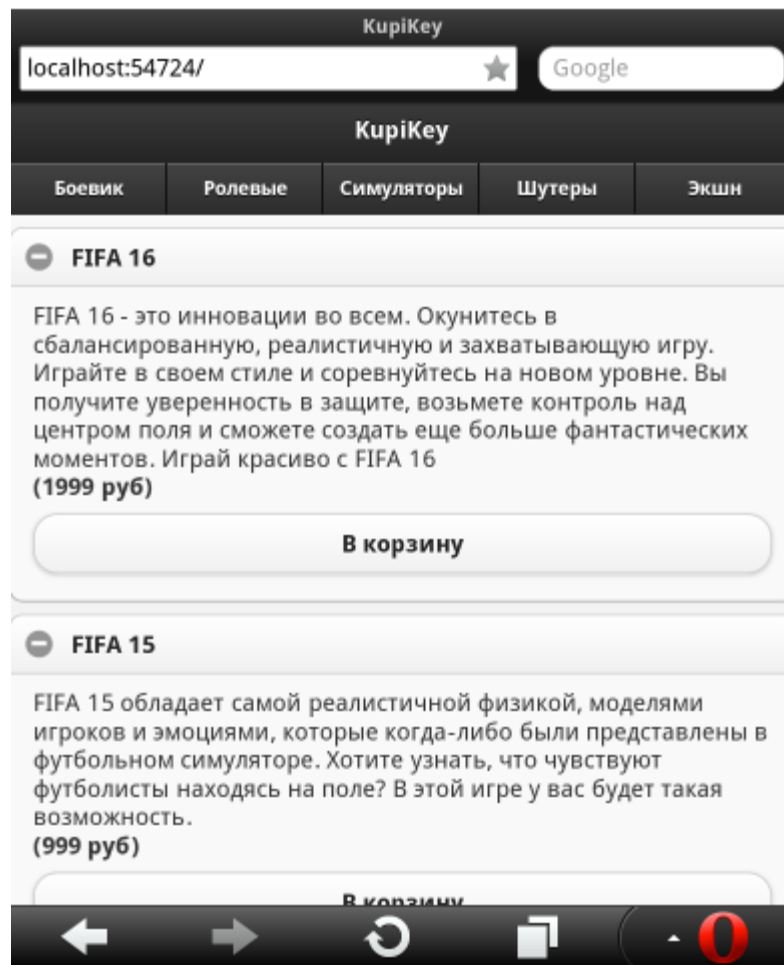 KupiKey
localhost:54724/ Google
KupiKey
Боевик Ролевые Симуляторы Шутеры Экшн
FIFA 16
FIFA 16 - это инновации во всем. Окунитесь в
сбалансированную, реалистичную и захватывающую игру.
Играйте в своем стиле и соревнуйтесь на новом уровне. Вы
получите уверенность в защите, возьмете контроль над
центром поля и сможете создать еще больше фантастических
моментов. Играй красиво с FIFA 16
(1999 руб)
В корзину
FIFA 15
FIFA 15 обладает самой реалистичной физикой, моделями
игроков и эмоциями, которые когда-либо были представлены в
футбольном симуляторе. Хотите узнать, что чувствуют
футболисты находясь на поле? В этой игре у вас будет такая
возможность.
(999 руб)
В корзину